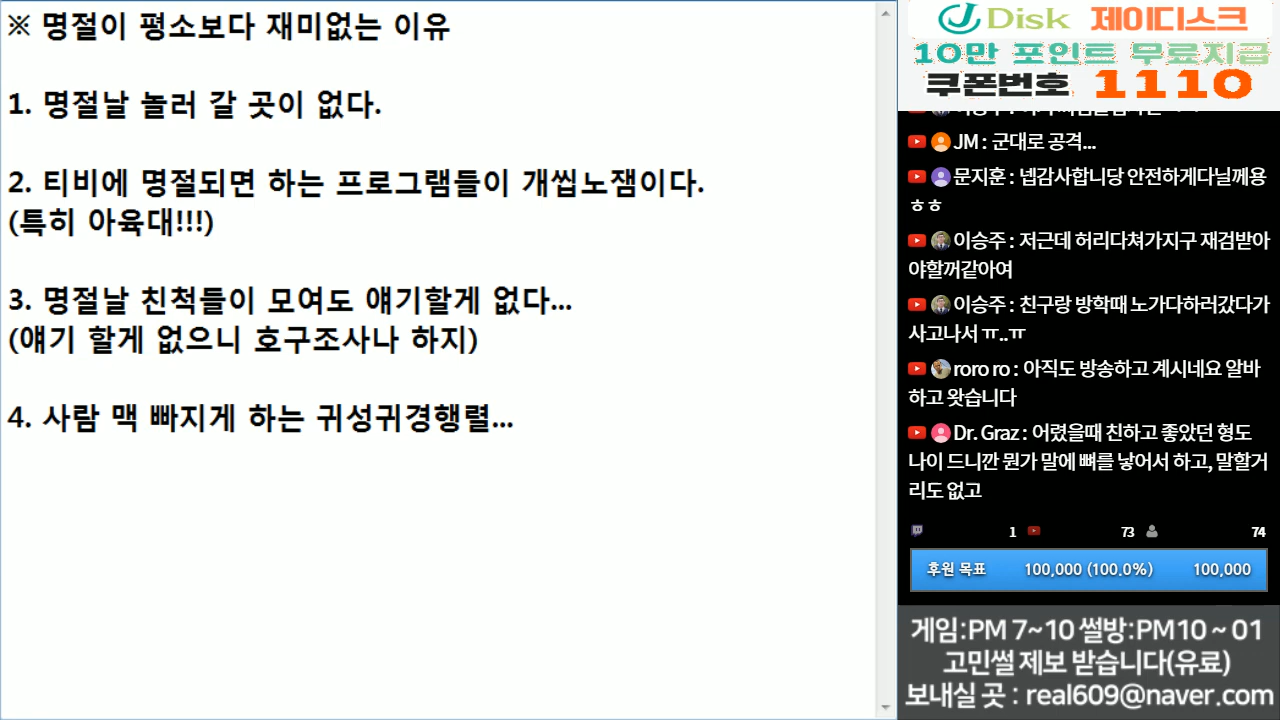 ※ 명절이 평소보다 재미없는 이유
1. 명절날 놀러 갈 곳이 없다.
2. 티비에 명절되면 하는 프로그램들이 개씹노잼이다.
(특히 아육대!!!)
3. 명절날 친척들이 모여도 얘기할게 없다...
(얘기 할게 없으니 호구조사나 하지)
4. 사람 맥 빠지게 하는 귀성귀경행렬...
JDisk 제이디스크
10만 포인트 무료지급
쿠폰번호 1110
JM : 군대로 공격...
문지훈 : 넵감사합니당 안전하게다닐께용
ㅎㅎ
이승주 : 저근데 허리다쳐가지구 재검받아
야할꺼같아여
이승주 : 친구랑 방학때 노가다하러갔다가
사고나서 ㅠ..ㅠ
roro ro : 아직도 방송하고 계시네요 알바
하고 왓습니다
Dr. Graz : 어렸을때 친하고 좋았던 형도
나이 드니깐 뭔가 말에 뼈를 낳어서 하고, 말할거
리도 없고
1 73 74
후원 목표 100,000 (100.0%) 100,000
게임:PM 7~10 썰방:PM10 ~ 01
고민썰 제보 받습니다(유료)
보내실 곳 : real609@naver.com